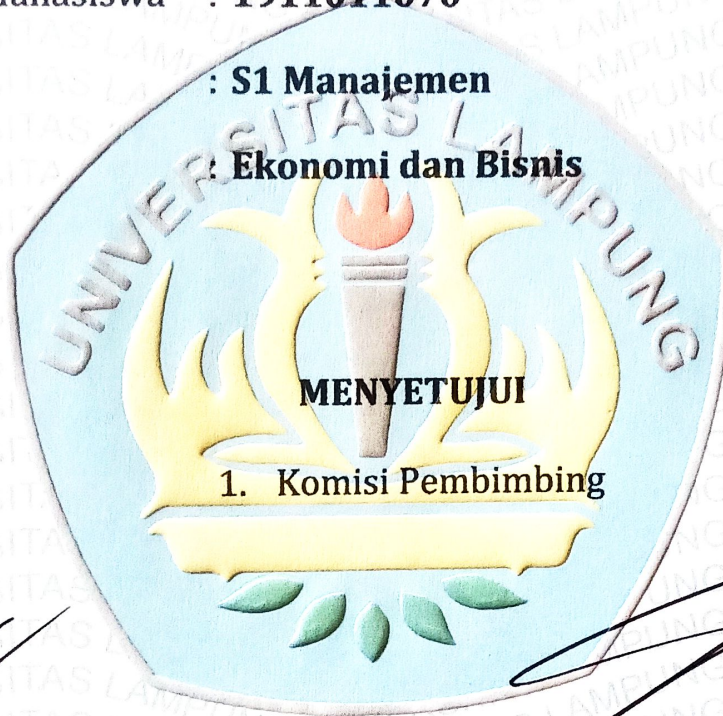 : S1 Manajemen
: Ekonomi dan Bisnis
UNIVERSITAS LAMPUNG
MENYETUJUI
1. Komisi Pembimbing